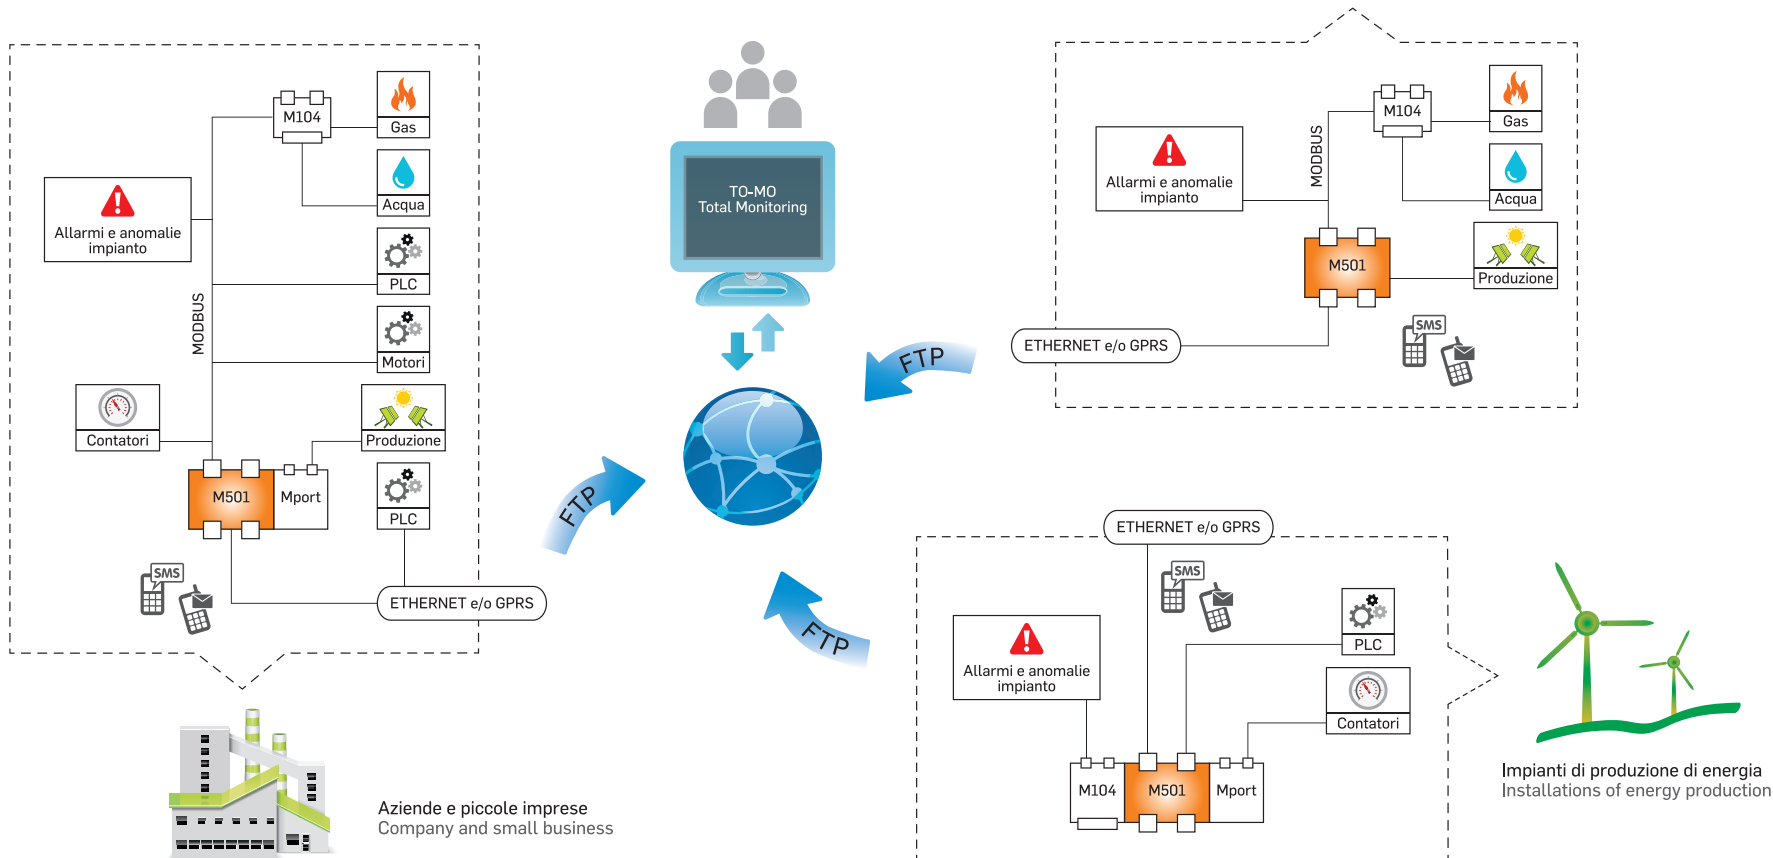 M104
Gas
Acqua
Allarmi e anomalie
impianto
PLC
MODBUS
Motori
Contatori
Produzione
M501
Mport
PLC
SMS
ETHERNET e/o GPRS
Aziende e piccole imprese
Company and small business
TO-MO
Total Monitoring
FTP
FTP
FTP
M104
Gas
MODBUS
Allarmi e anomalie
impianto
Acqua
M501
Produzione
SMS
ETHERNET e/o GPRS
ETHERNET e/o GPRS
SMS
PLC
Allarmi e anomalie
impianto
Contatori
M104
M501
Mport
Impianti di produzione di energia
Installations of energy production